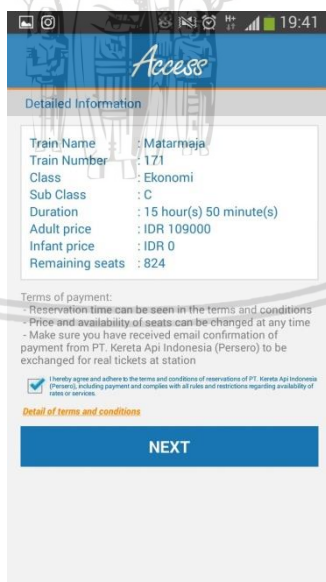 H+ 19:41
Access
Detailed Information
Train Name : Matarmaja
Train Number : 171
Class : Ekonomi
Sub Class : C
Duration : 15 hour(s) 50 minute(s)
Adult price : IDR 109000
Infant price : IDR 0
Remaining seats : 824
Terms of payment:
- Reservation time can be seen in the terms and conditions
- Price and availability of seats can be changed at any time
- Make sure you have received email confirmation of
payment from PT. Kereta Api Indonesia (Persero) to be
exchanged for real tickets at station
I hereby agree and adhere to the terms and conditions of reservations of PT. Kereta Api Indonesia
(Persero), including payment and complies with all rules and restrictions regarding availability of
rates or services.
Detail of terms and conditions
NEXT